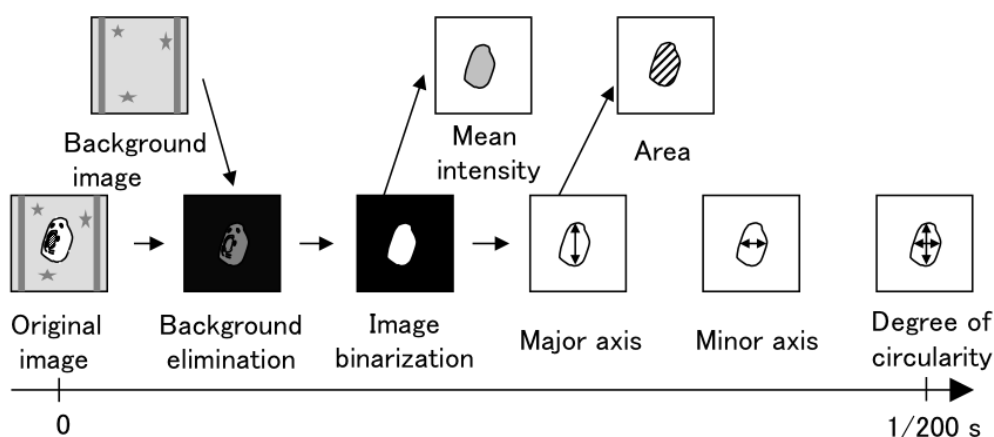 Background
image
Mean
intensity
Area
Original
image
Background
elimination
Image
binarization
Major axis
Minor axis
Degree of
circularity
0
1/200 s